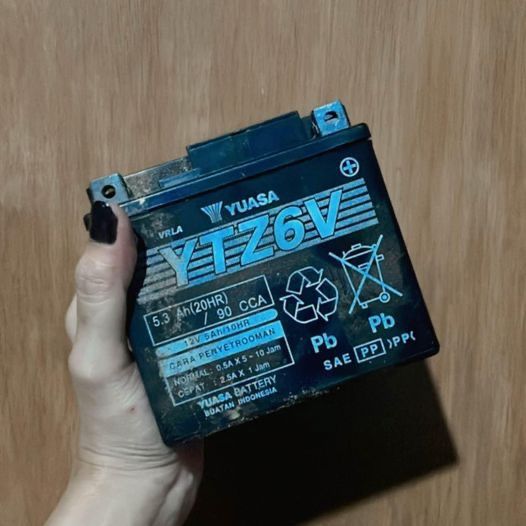 VRLA
YUASA
YTZ6V
5.3 Ah(20HR)
90 CCA
12V 5Ah/10HR
CARA PENYETROOMAN
NORMAL : 0.5A X 5 - 10 Jam
CEPAT : 2.5A X 1 Jam
YUASA BATTERY
BUATAN INDONESIA
Pb
Pb
SAE PP >PP<